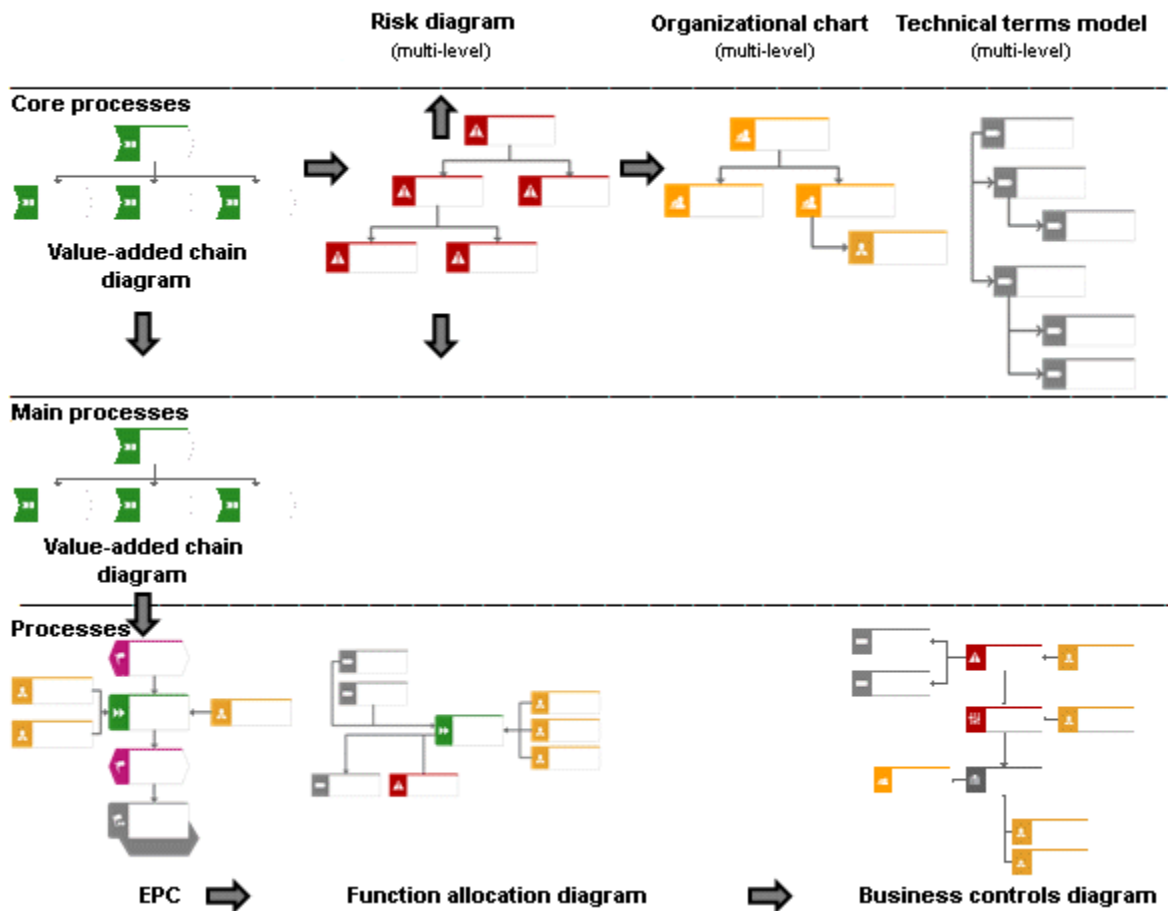 Risk diagram
(multi-level)
Organizational chart
(multi-level)
Technical terms model
(multi-level)
Core processes
Value-added chain
diagram
Main processes
Value-added chain
diagram
Processes
EPC
Function allocation diagram
Business controls diagram